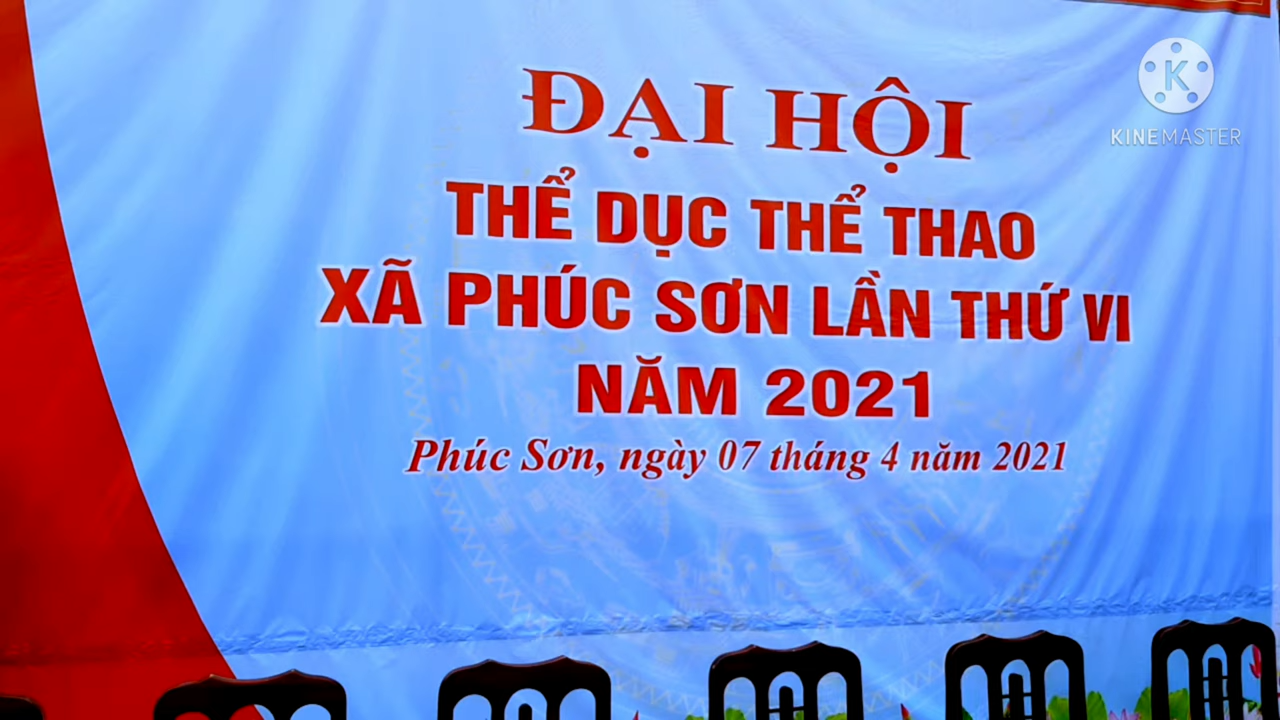 KINEMASTER
ĐẠI HỘI
THỂ DỤC THỂ THAO
XÃ PHÚC SƠN LẦN THỨ VI
NĂM 2021
Phúc Sơn, ngày 07 tháng 4 năm 2021